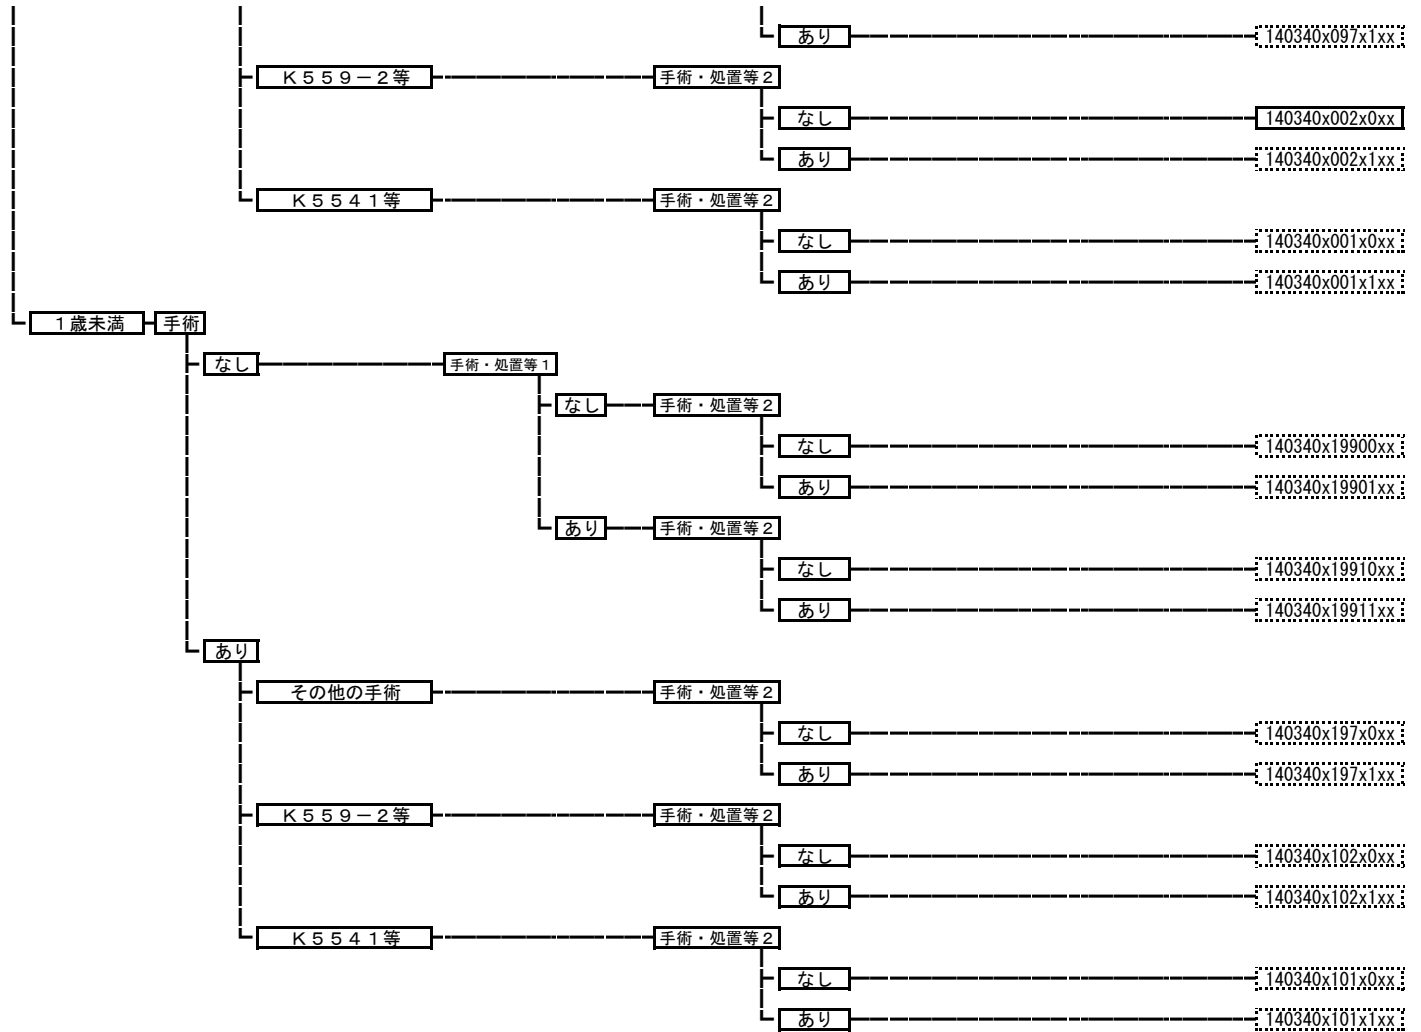 あり 140340x097x1xx
K559-2等 手術・処置等2
なし 140340x002x0xx
あり 140340x002x1xx
K5541等 手術・処置等2
なし 140340x001x0xx
あり 140340x001x1xx
1歳未満 手術
なし 手術・処置等1
なし 手術・処置等2
なし 140340x19900xx
あり 140340x19901xx
あり 手術・処置等2
なし 140340x19910xx
あり 140340x19911xx
あり
その他の手術 手術・処置等2
なし 140340x197x0xx
あり 140340x197x1xx
K559-2等 手術・処置等2
なし 140340x102x0xx
あり 140340x102x1xx
K5541等 手術・処置等2
なし 140340x101x0xx
あり 140340x101x1xx